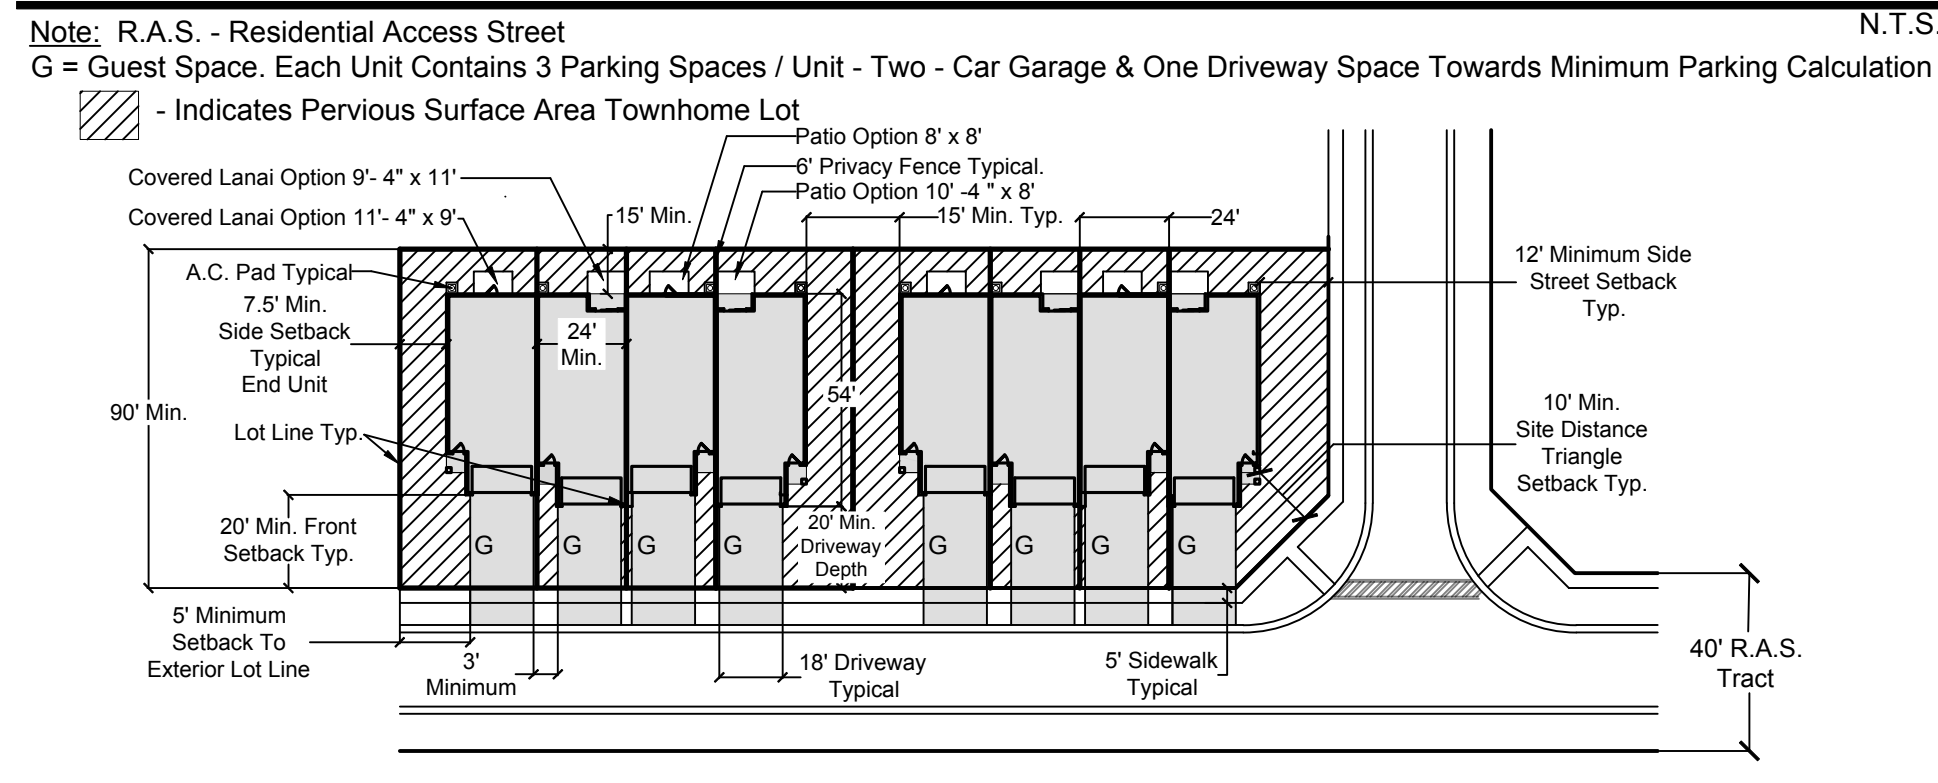 Note: R.A.S. - Residential Access Street
N.T.S.
G = Guest Space. Each Unit Contains 3 Parking Spaces / Unit - Two - Car Garage & One Driveway Space Towards Minimum Parking Calculation
- Indicates Pervious Surface Area Townhome Lot
Patio Option 8' x 8'
6' Privacy Fence Typical.
Covered Lanai Option 9'- 4" x 11'
Patio Option 10' -4 " x 8'
Covered Lanai Option 11'- 4" x 9'
15' Min.
15' Min. Typ.
24'
A.C. Pad Typical
7.5' Min.
Side Setback
Typical
End Unit
12' Minimum Side
Street Setback
Typ.
24'
Min.
54'
90' Min.
Lot Line Typ.
10' Min.
Site Distance
Triangle
Setback Typ.
20' Min. Front
Setback Typ.
20' Min.
Driveway
Depth
G
G
G
G
G
G
G
G
5' Minimum
Setback To
Exterior Lot Line
3'
Minimum
18' Driveway
Typical
5' Sidewalk
Typical
40' R.A.S.
Tract